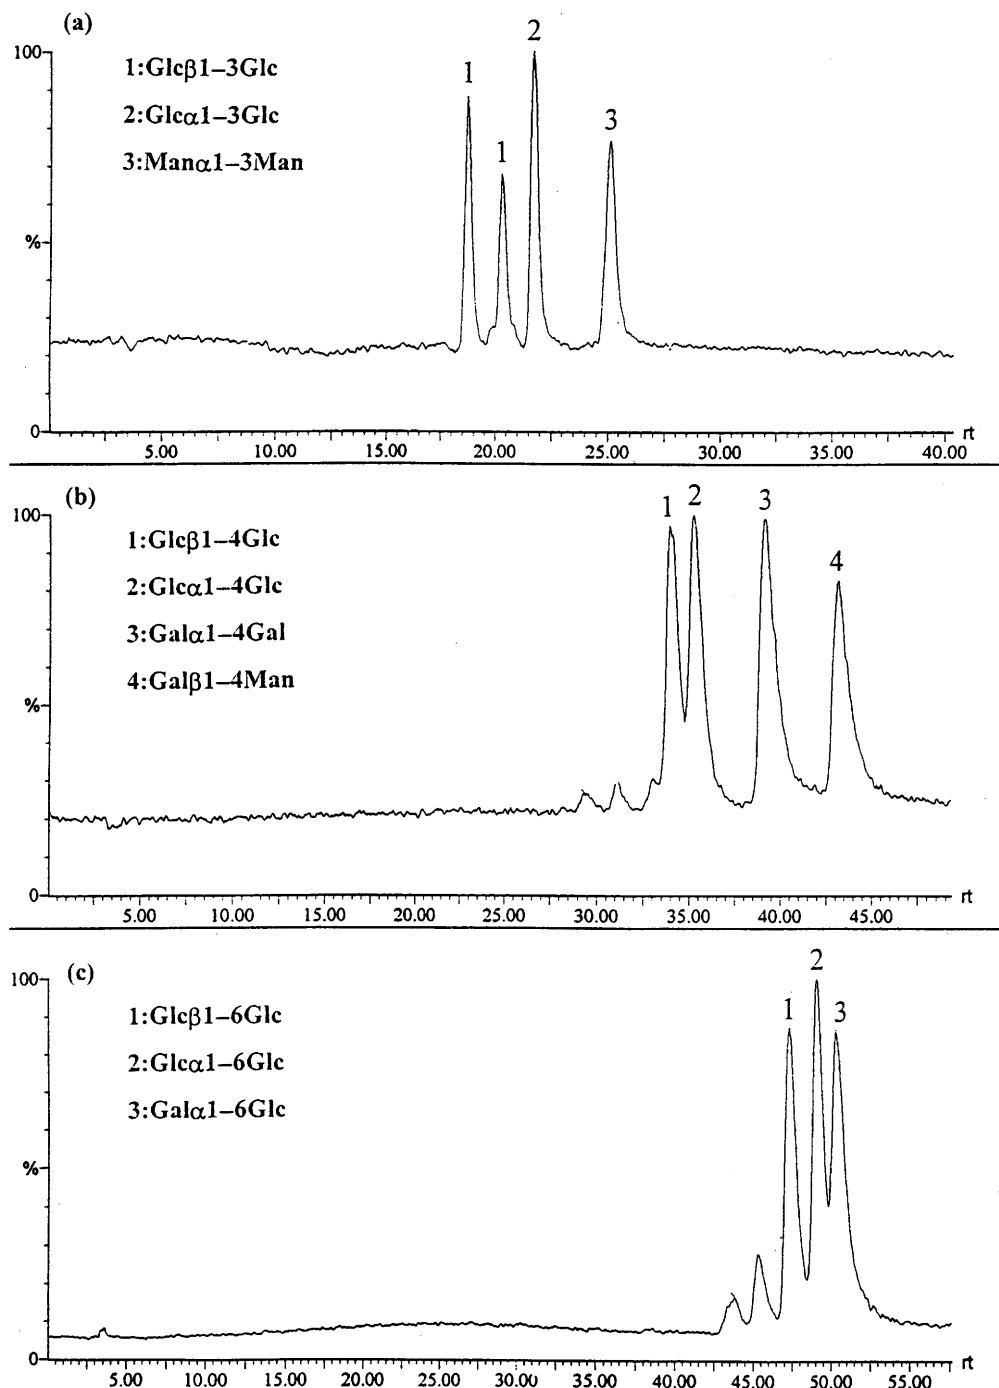 (a)
2
100
1:Glcβ1–3Glc
1
2:Glcα1–3Glc
3
1
3:Manα1–3Man
%
0
rt
5.00 10.00 15.00 20.00 25.00 30.00 35.00 40.00
(b)
1 2 3
100
1:Glcβ1–4Glc
4
2:Glcα1–4Glc
3:Galα1–4Gal
4:Galβ1–4Man
%
0
rt
5.00 10.00 15.00 20.00 25.00 30.00 35.00 40.00 45.00
(c)
2
100
1:Glcβ1–6Glc
1 3
2:Glcα1–6Glc
3:Galα1–6Glc
%
0
rt
5.00 10.00 15.00 20.00 25.00 30.00 35.00 40.00 45.00 50.00 55.00